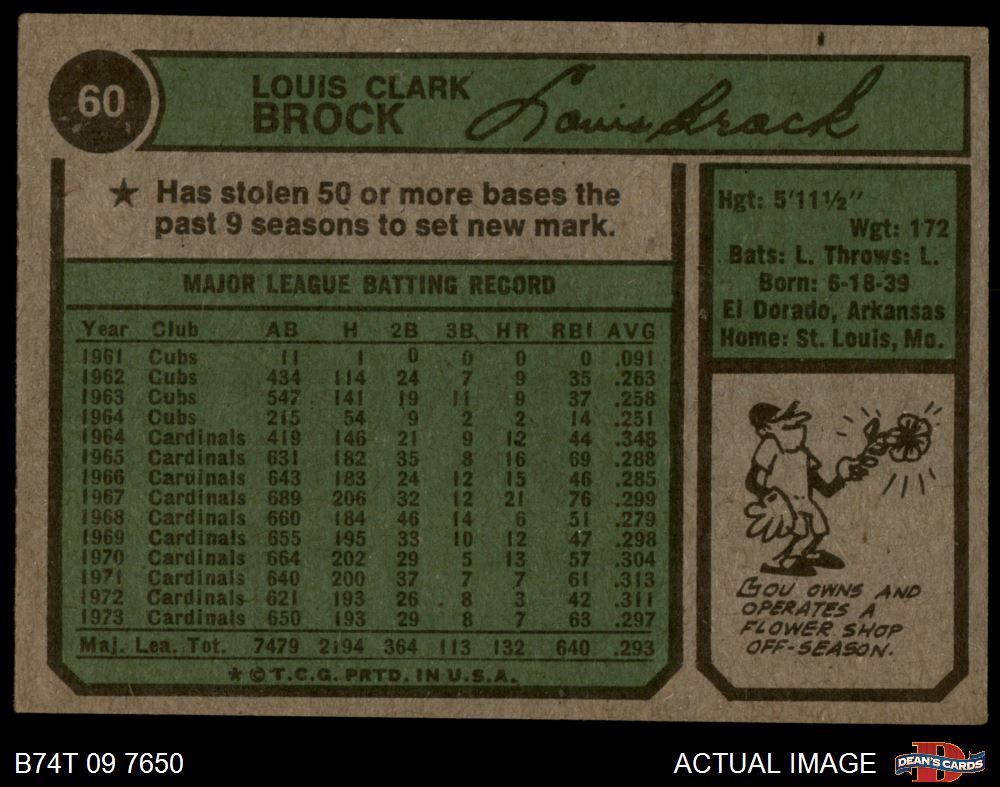 60
LOUIS CLARK
BROCK
Louis Brock
★ Has stolen 50 or more bases the
past 9 seasons to set new mark.
MAJOR LEAGUE BATTING RECORD
Year Club AB H 2B 3B HR RBI AVG
1961 Cubs 11 1 0 0 0 0 .091
1962 Cubs 434 114 24 7 9 35 .263
1963 Cubs 547 141 19 11 9 37 .258
1964 Cubs 215 54 9 2 2 14 .251
1964 Cardinals 419 146 21 9 12 44 .348
1965 Cardinals 631 182 35 8 16 69 .288
1966 Cardinals 643 183 24 12 15 46 .285
1967 Cardinals 689 206 32 12 21 76 .299
1968 Cardinals 660 184 46 14 6 51 .279
1969 Cardinals 655 195 33 10 12 47 .298
1970 Cardinals 664 202 29 5 13 57 .304
1971 Cardinals 640 200 37 7 7 61 .313
1972 Cardinals 621 193 26 8 3 42 .311
1973 Cardinals 650 193 29 8 7 63 .297
Maj. Lea. Tot. 7479 2194 364 113 132 640 .293
★ © T.C.G. PRTD. IN U.S.A.
Hgt: 5'11½"
Wgt: 172
Bats: L. Throws: L.
Born: 6-18-39
El Dorado, Arkansas
Home: St. Louis, Mo.
LOU OWNS AND
OPERATES A
FLOWER SHOP
OFF-SEASON.
B74T 09 7650
ACTUAL IMAGE
DEAN'S CARDS